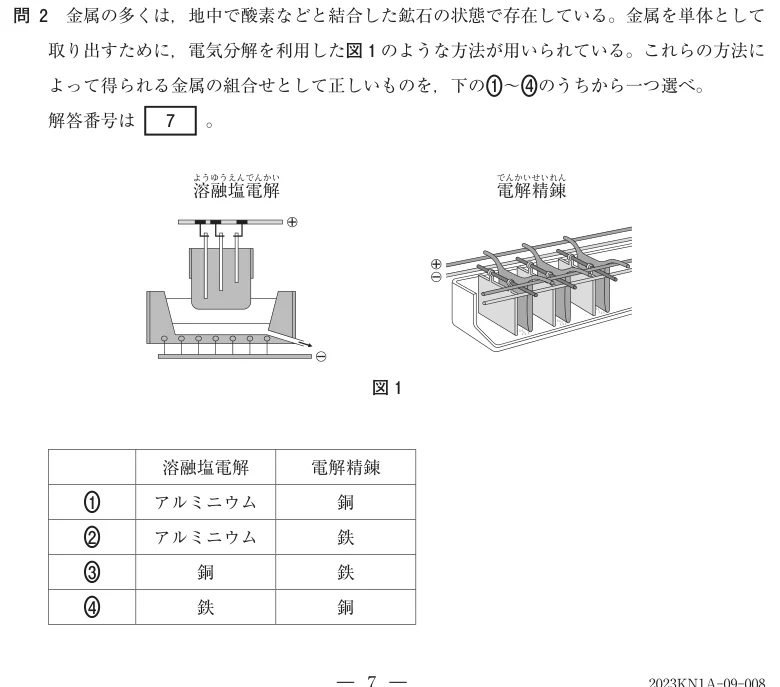 問 2 金属の多くは，地中で酸素などと結合した鉱石の状態で存在している。金属を単体として
取り出すために，電気分解を利用した図1のような方法が用いられている。これらの方法に
よって得られる金属の組合せとして正しいものを，下の①～④のうちから一つ選べ。
解答番号は 7 。
ようゆうえんでんかい でんかいせいれん
溶融塩電解 電解精錬
⊕
⊕
⊖
⊖
図1
溶融塩電解 電解精錬
① アルミニウム 銅
② アルミニウム 鉄
③ 銅 鉄
④ 鉄 銅
― 7 ―
2023KN1A-09-008